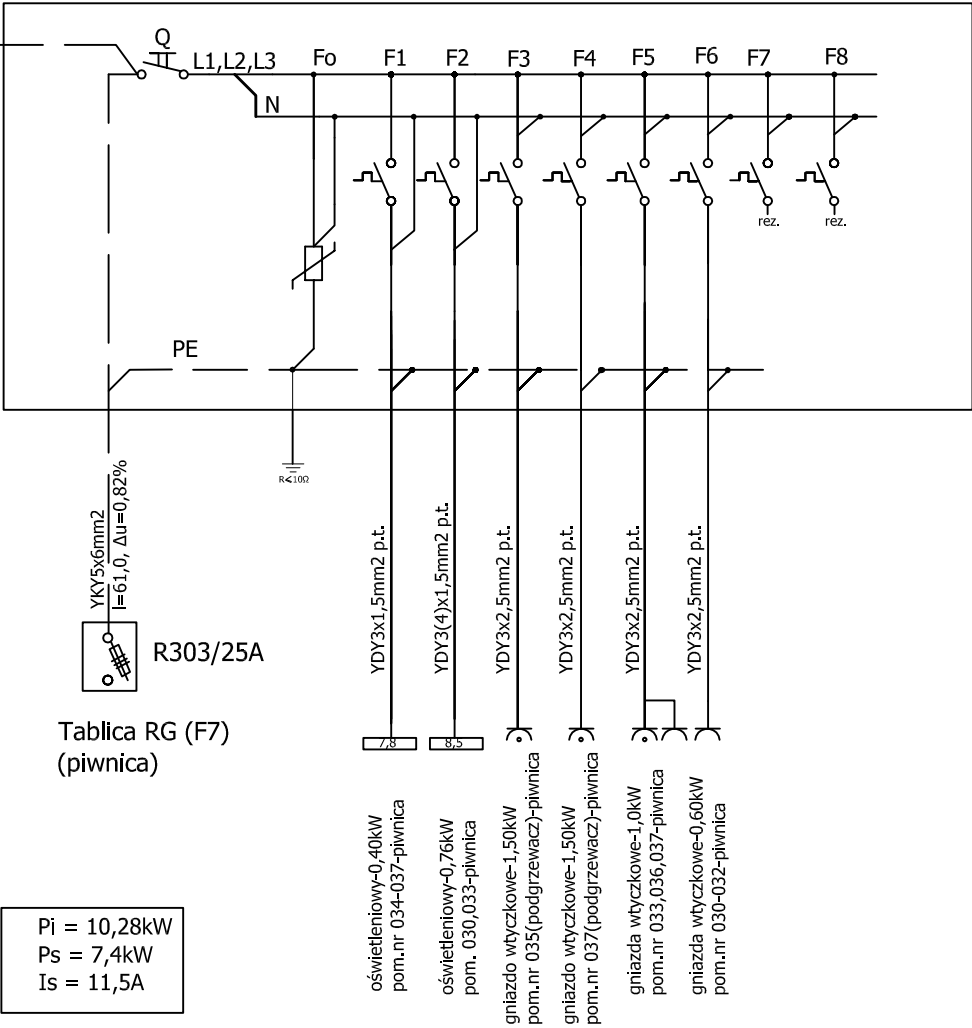 Q
L1,L2,L3
Fo
F1
F2
F3
F4
F5
F6
F7
F8
N
rez.
rez.
PE
R≤10Ω
YKY5x6mm2
l=61,0, Δu=0,82%
R303/25A
Tablica RG (F7)
(piwnica)
YDY3x1,5mm2 p.t.
YDY3(4)x1,5mm2 p.t.
YDY3x2,5mm2 p.t.
YDY3x2,5mm2 p.t.
YDY3x2,5mm2 p.t.
YDY3x2,5mm2 p.t.
7,8
8,5
oświetleniowy-0,40kW
pom.nr 034-037-piwnica
oświetleniowy-0,76kW
pom. 030,033-piwnica
gniazdo wtyczkowe-1,50kW
pom.nr 035(podgrzewacz)-piwnica
gniazdo wtyczkowe-1,50kW
pom.nr 037(podgrzewacz)-piwnica
gniazda wtyczkowe-1,0kW
pom.nr 033,036,037-piwnica
gniazda wtyczkowe-0,60kW
pom.nr 030-032-piwnica
Pi = 10,28kW
Ps = 7,4kW
Is = 11,5A